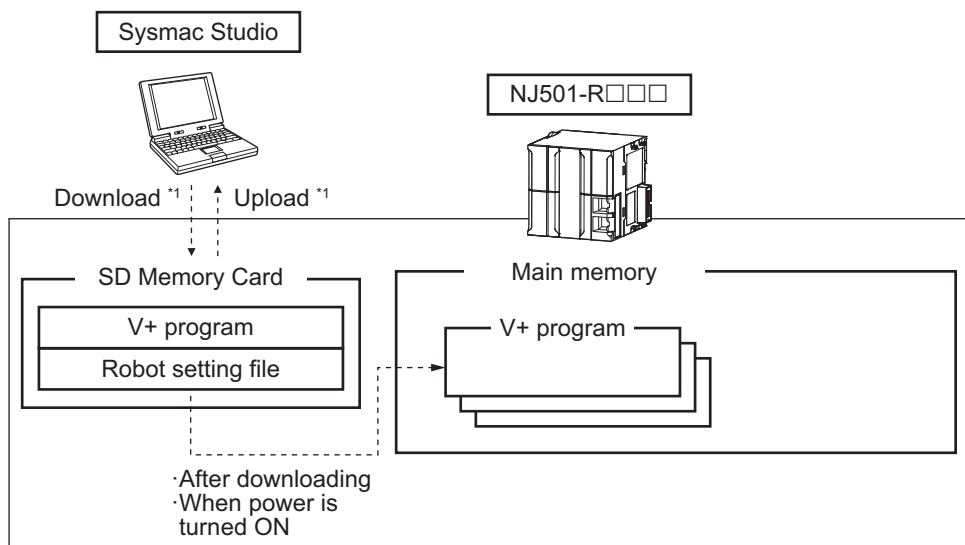 Sysmac Studio
NJ501-R□□□
Download *1
Upload *1
SD Memory Card
V+ program
Robot setting file
Main memory
V+ program
·After downloading
·When power is
turned ON